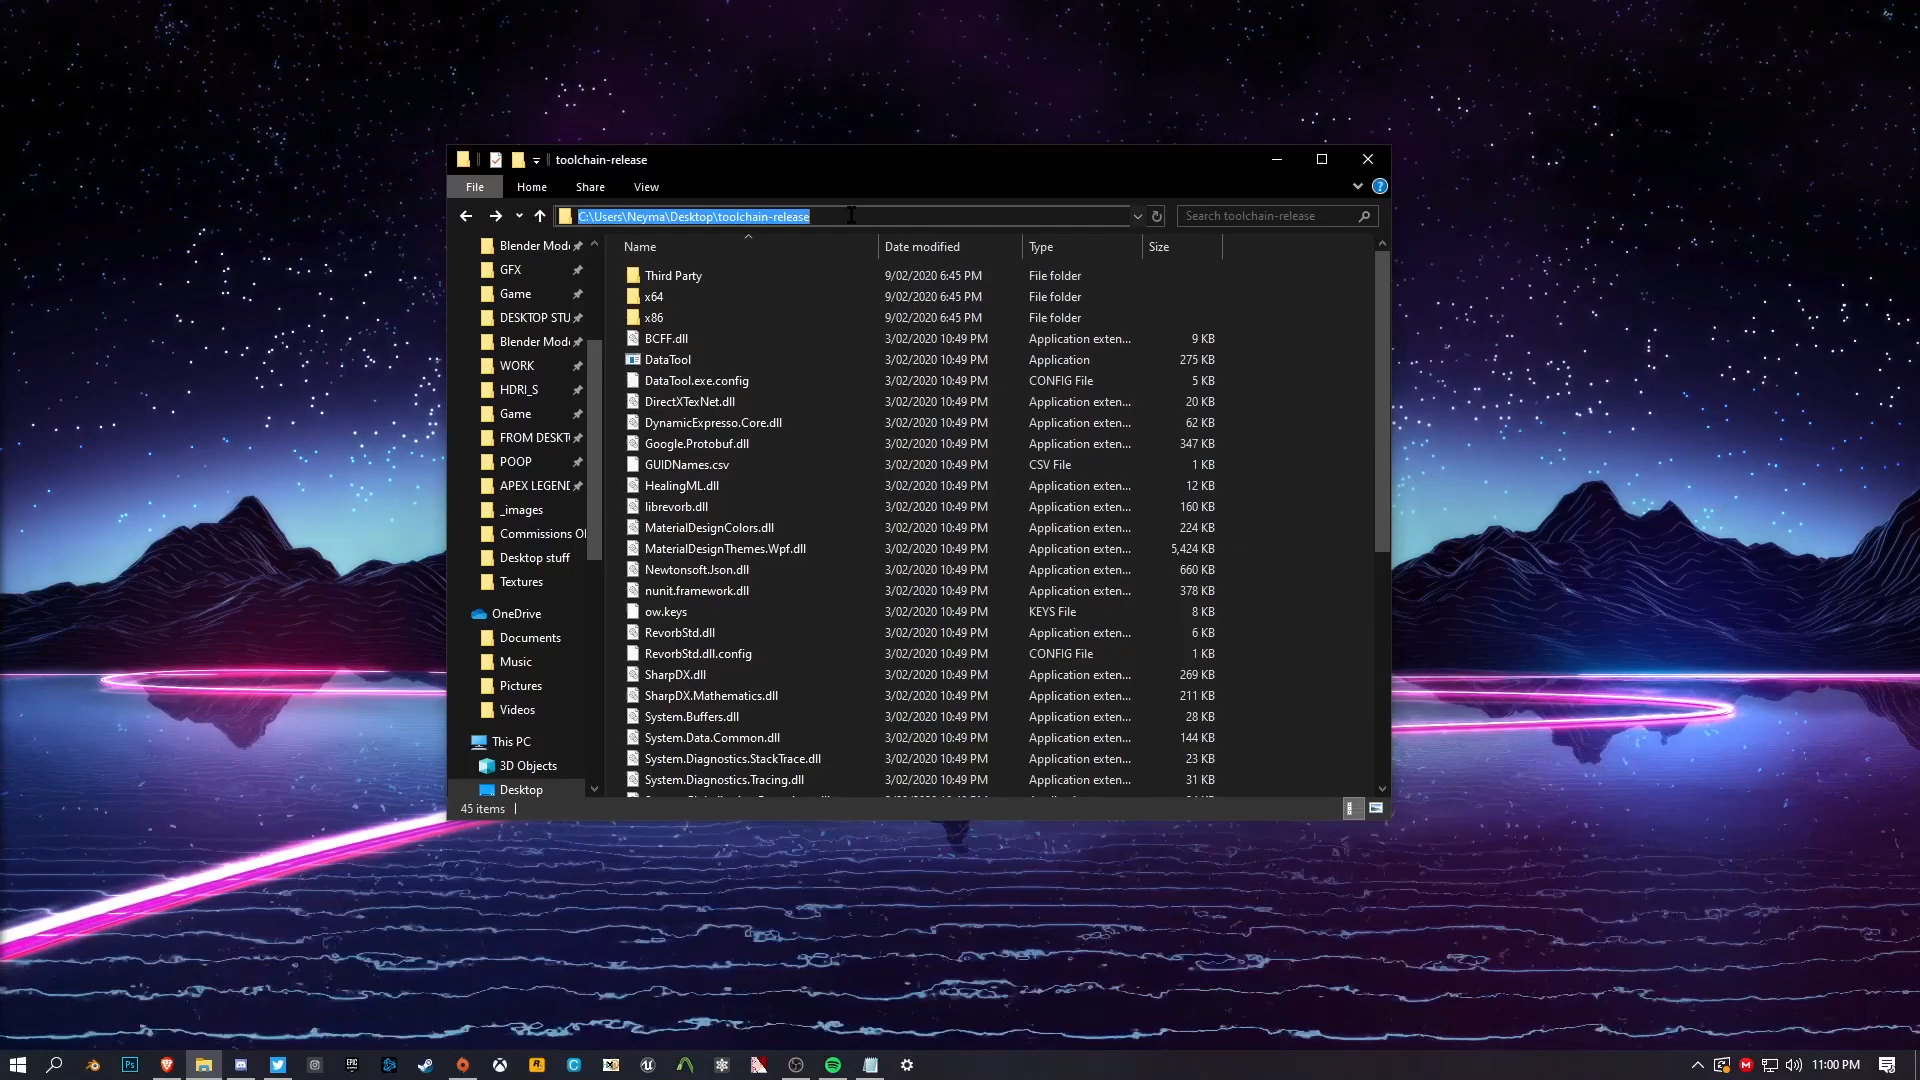 toolchain-release
File Home Share View
C:\Users\Neyma\Desktop\toolchain-release
Search toolchain-release
Name Date modified Type Size
Blender Mode
GFX
Game
DESKTOP STU
Blender Mode
WORK
HDRI_S
Game
FROM DESKT
POOP
APEX LEGEND
_images
Commissions O
Desktop stuff
Textures
OneDrive
Documents
Music
Pictures
Videos
This PC
3D Objects
Desktop
Third Party 9/02/2020 6:45 PM File folder
x64 9/02/2020 6:45 PM File folder
x86 9/02/2020 6:45 PM File folder
BCFF.dll 3/02/2020 10:49 PM Application exten... 9 KB
DataTool 3/02/2020 10:49 PM Application 275 KB
DataTool.exe.config 3/02/2020 10:49 PM CONFIG File 5 KB
DirectXTexNet.dll 3/02/2020 10:49 PM Application exten... 20 KB
DynamicExpresso.Core.dll 3/02/2020 10:49 PM Application exten... 62 KB
Google.Protobuf.dll 3/02/2020 10:49 PM Application exten... 347 KB
GUIDNames.csv 3/02/2020 10:49 PM CSV File 1 KB
HealingML.dll 3/02/2020 10:49 PM Application exten... 12 KB
librevorb.dll 3/02/2020 10:49 PM Application exten... 160 KB
MaterialDesignColors.dll 3/02/2020 10:49 PM Application exten... 224 KB
MaterialDesignThemes.Wpf.dll 3/02/2020 10:49 PM Application exten... 5,424 KB
Newtonsoft.Json.dll 3/02/2020 10:49 PM Application exten... 660 KB
nunit.framework.dll 3/02/2020 10:49 PM Application exten... 378 KB
ow.keys 3/02/2020 10:49 PM KEYS File 8 KB
RevorbStd.dll 3/02/2020 10:49 PM Application exten... 6 KB
RevorbStd.dll.config 3/02/2020 10:49 PM CONFIG File 1 KB
SharpDX.dll 3/02/2020 10:49 PM Application exten... 269 KB
SharpDX.Mathematics.dll 3/02/2020 10:49 PM Application exten... 211 KB
System.Buffers.dll 3/02/2020 10:49 PM Application exten... 28 KB
System.Data.Common.dll 3/02/2020 10:49 PM Application exten... 144 KB
System.Diagnostics.StackTrace.dll 3/02/2020 10:49 PM Application exten... 23 KB
System.Diagnostics.Tracing.dll 3/02/2020 10:49 PM Application exten... 31 KB
45 items
11:00 PM